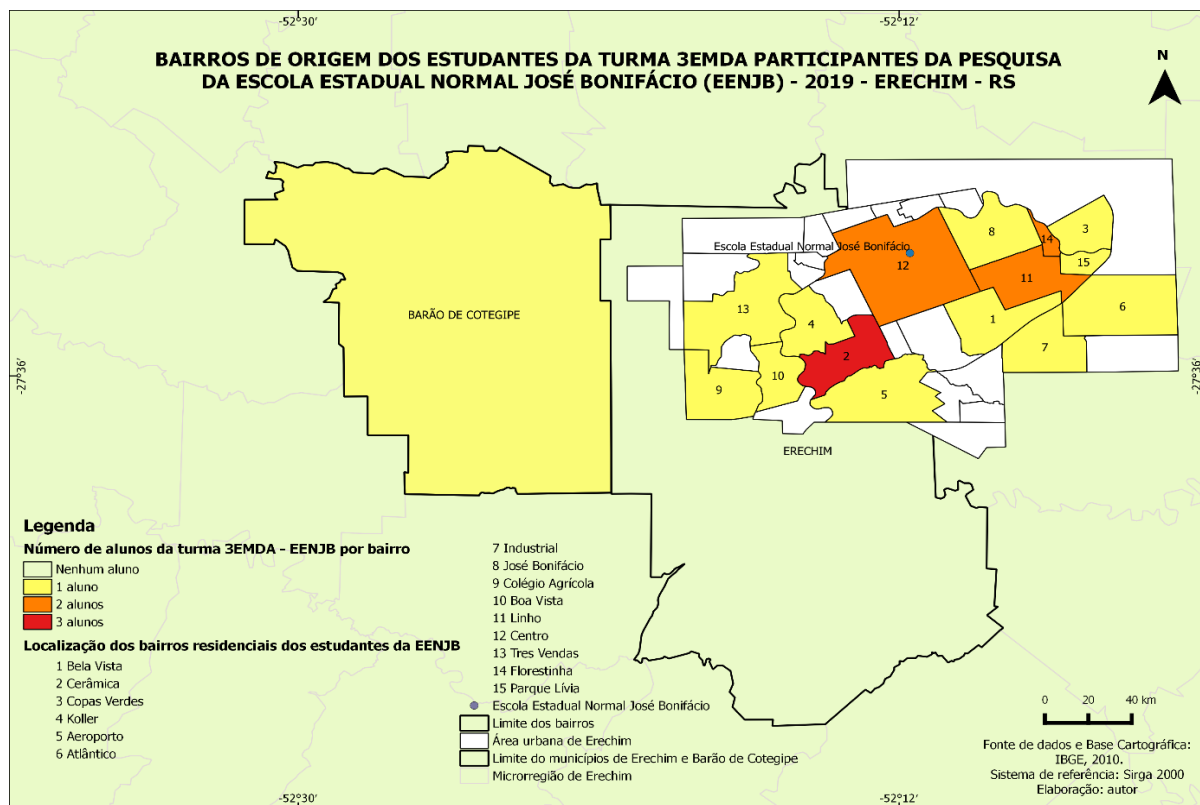 -52°30′
-52°12′
BAIRROS DE ORIGEM DOS ESTUDANTES DA TURMA 3EMDA PARTICIPANTES DA PESQUISA
DA ESCOLA ESTADUAL NORMAL JOSÉ BONIFÁCIO (EENJB) - 2019 - ERECHIM - RS
N
8
3
14
Escola Estadual Normal José Bonifácio
12
15
11
6
13
BARÃO DE COTEGIPE
4
1
7
2
-27°36′
-27°36′
10
9
5
ERECHIM
Legenda
Número de alunos da turma 3EMDA - EENJB por bairro
Nenhum aluno
1 aluno
2 alunos
3 alunos
Localização dos bairros residenciais dos estudantes da EENJB
1 Bela Vista
2 Cerâmica
3 Copas Verdes
4 Koller
5 Aeroporto
6 Atlântico
7 Industrial
8 José Bonifácio
9 Colégio Agrícola
10 Boa Vista
11 Linho
12 Centro
13 Tres Vendas
14 Florestinha
15 Parque Lívia
Escola Estadual Normal José Bonifácio
Limite dos bairros
Área urbana de Erechim
Limite do municípios de Erechim e Barão de Cotegipe
Microrregião de Erechim
0 20 40 km
Fonte de dados e Base Cartográfica:
IBGE, 2010.
Sistema de referência: Sirga 2000
Elaboração: autor
-52°30′
-52°12′